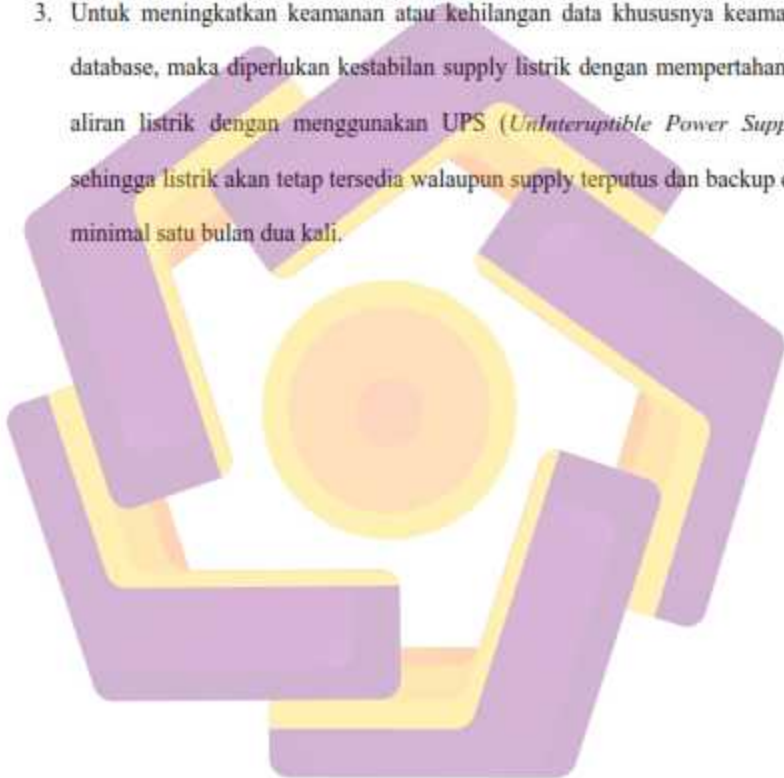 3. Untuk meningkatkan keamanan atau kehilangan data khususnya keama
database, maka diperlukan kestabilan supply listrik dengan mempertahan
aliran listrik dengan menggunakan UPS (UnInteruptible Power Supp
sehingga listrik akan tetap tersedia walaupun supply terputus dan backup
minimal satu bulan dua kali.